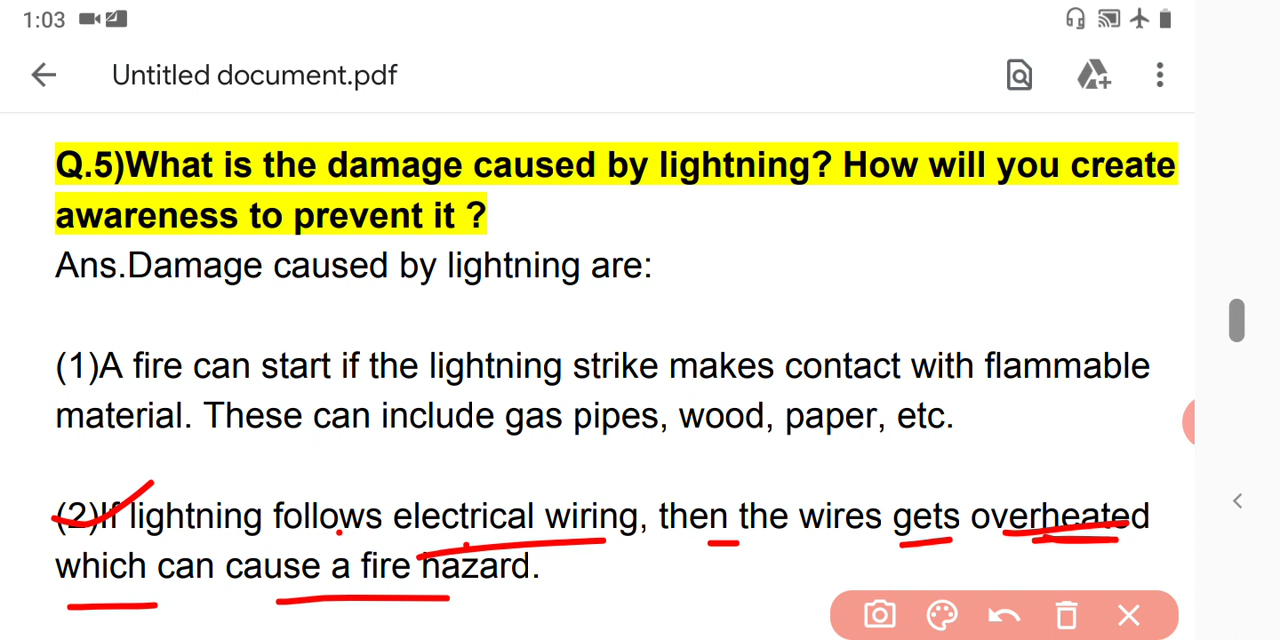 1:03
Untitled document.pdf
Q.5)What is the damage caused by lightning? How will you create
awareness to prevent it ?
Ans.Damage caused by lightning are:
(1)A fire can start if the lightning strike makes contact with flammable
material. These can include gas pipes, wood, paper, etc.
(2)If lightning follows electrical wiring, then the wires gets overheated
which can cause a fire hazard.